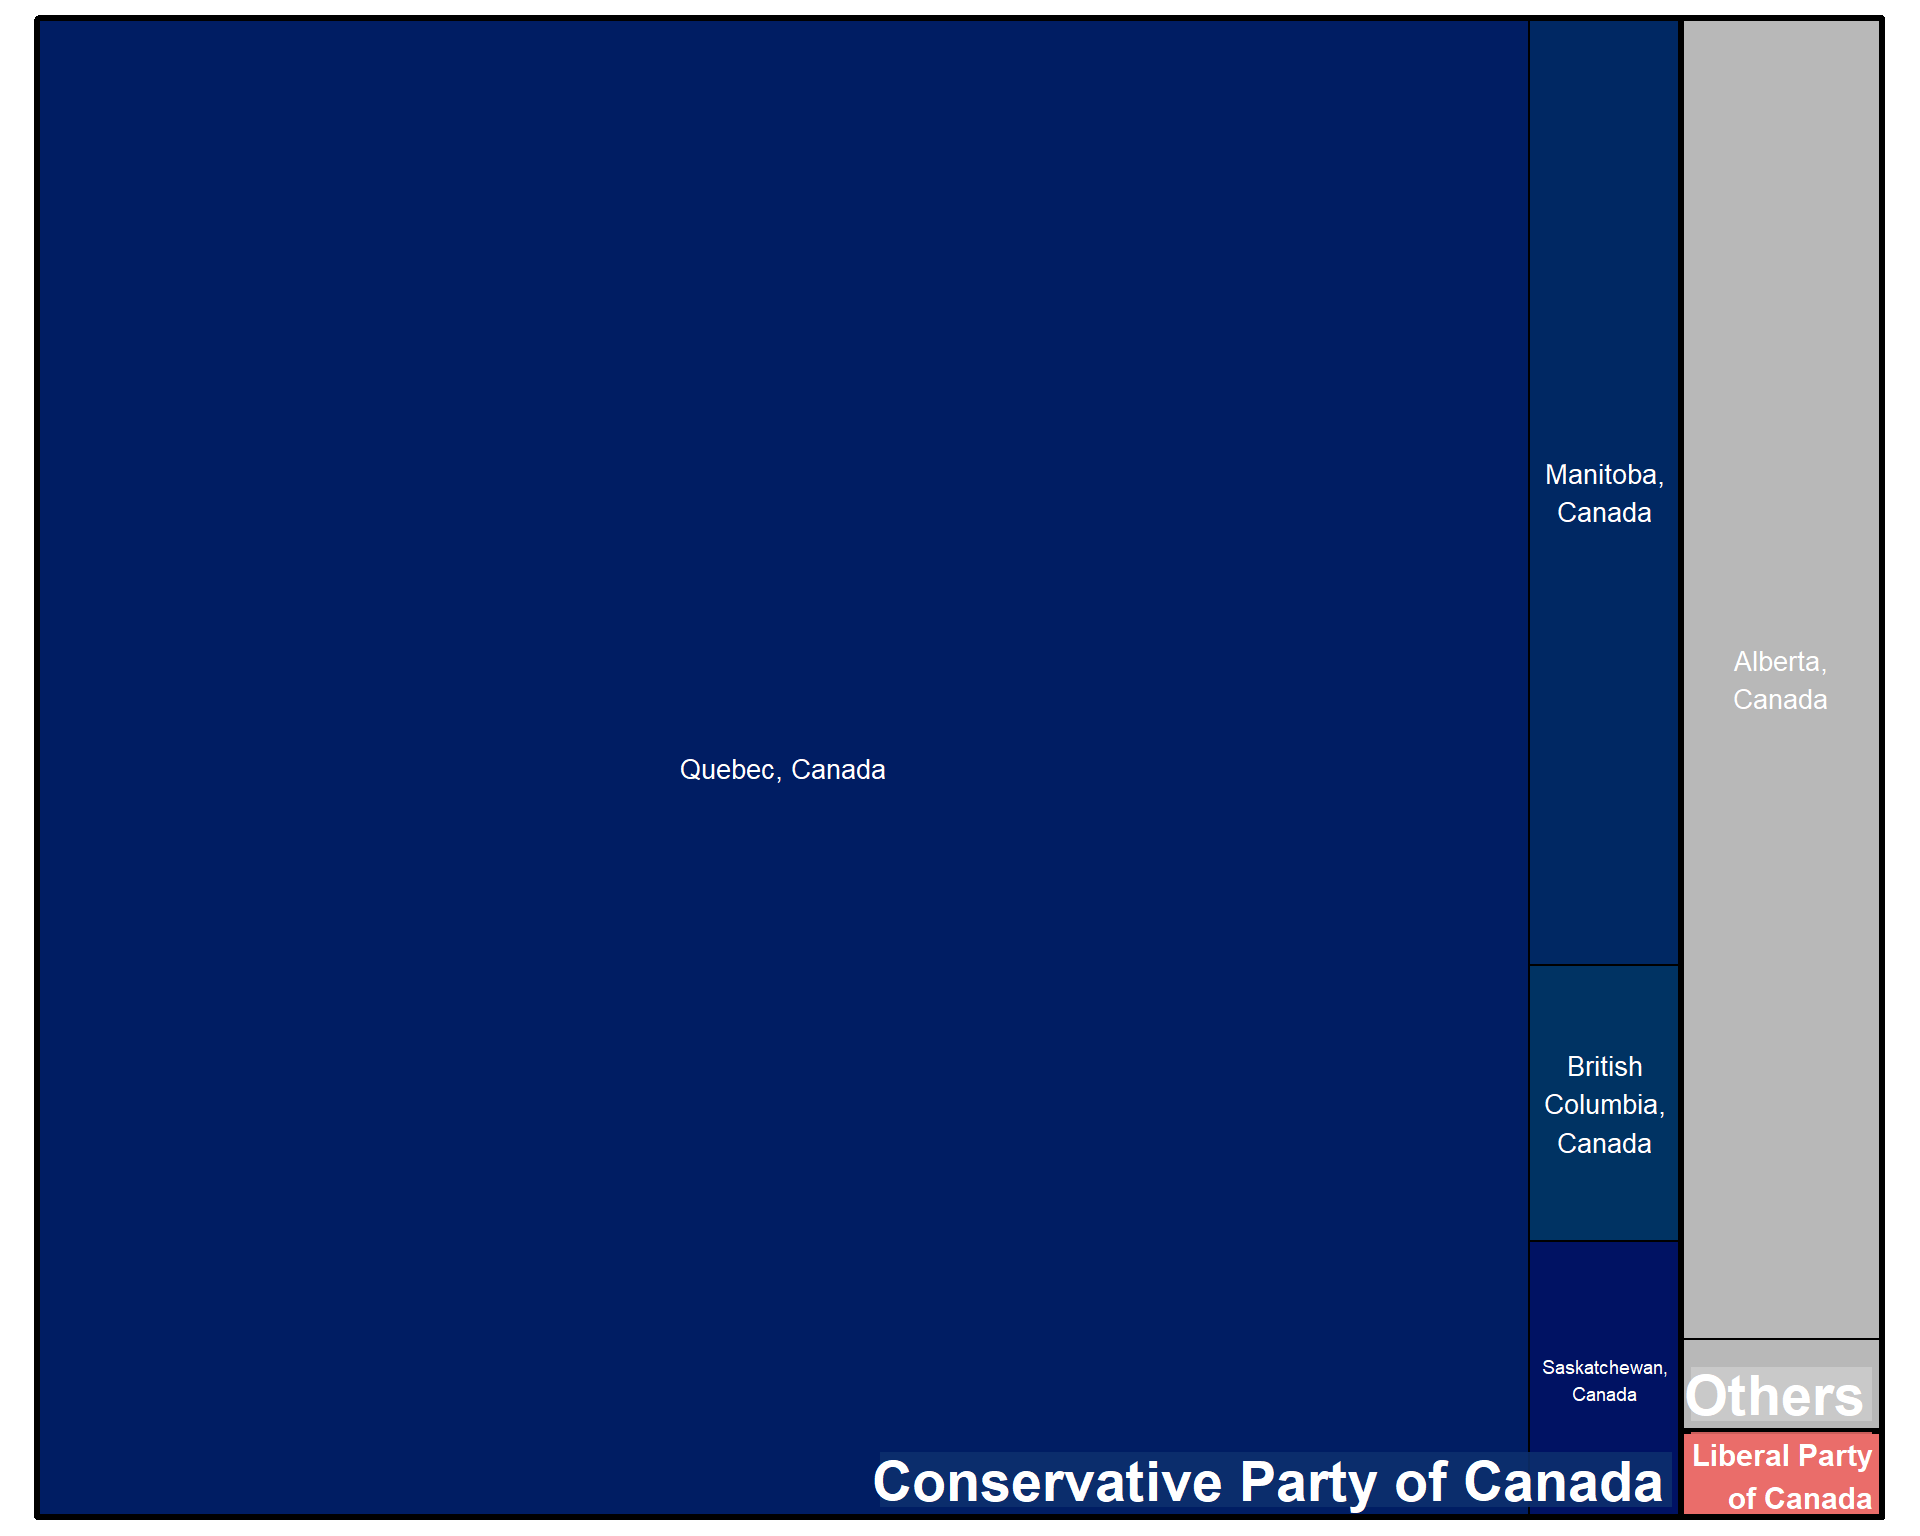 Quebec, Canada
Manitoba,
Canada
British
Columbia,
Canada
Saskatchewan,
Canada
Conservative Party of Canada
Alberta,
Canada
Others
Liberal Party
of Canada